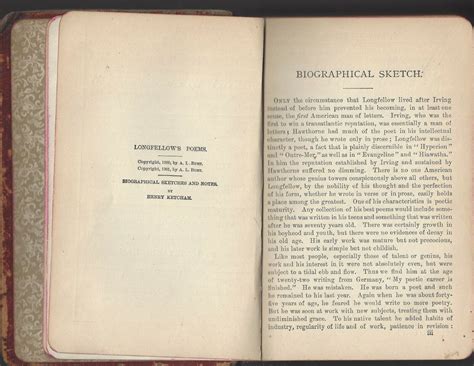 LONGFELLOW'S POEMS.
Copyright, 1900, by A. L. BURT.
Copyright, 1901, by A. L. BURT.
BIOGRAPHICAL SKETCHES AND NOTES.
BY
HENRY KETCHAM.
BIOGRAPHICAL SKETCH.
ONLY the circumstance that Longfellow lived after Irving
instead of before him prevented his becoming, in at least one
sense, the first American man of letters. Irving, who was the
first to win a transatlantic reputation, was essentially a man of
letters; Hawthorne had much of the poet in his intellectual
character, though he wrote only in prose; Longfellow was dis-
tinctly a poet, a fact that is plainly discernible in "Hyperion"
and "Outre-Mer," as well as in "Evangeline" and "Hiawatha."
In him the reputation established by Irving and sustained by
Hawthorne suffered no dimming. There is no one American
author whose genius towers conspicuously above all others, but
Longfellow, by the nobility of his thought and the perfection
of his form, whether he wrote in verse or in prose, easily holds
a place among the greatest. One of his characteristics is poetic
maturity. Any collection of his best poems would include some-
thing that was written in his teens and something that was written
after he was seventy years old. There was certainly growth in
his boyhood and youth, but there were no evidences of decay in
his old age. His early work was mature but not precocious,
and his later work is simple but not childish.
Like most people, especially those of talent or genius, his
work and interest in it were not absolutely even, but were
subject to a tidal ebb and flow. Thus we find him at the age
of twenty-two writing from Germany, "My poetic career is
finished." He was mistaken. He was born a poet and such
he remained to his last year. Again when he was about forty-
five years of age, he feared he would write no more poetry.
But he was soon at work with new subjects, treating them with
undiminished grace. To his native talent he added habits of
industry, regularity of life and of work, patience in revision:
iii